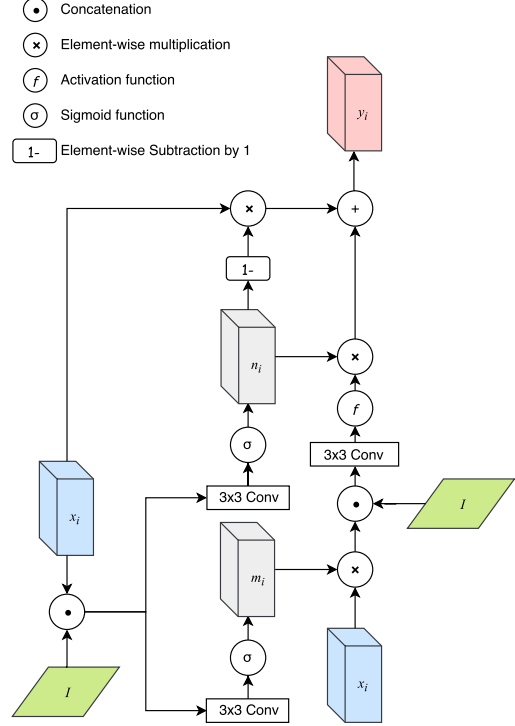 • Concatenation
× Element-wise multiplication
f Activation function
σ Sigmoid function
1- Element-wise Subtraction by 1
y_i
× +
1-
n_i ×
f
σ
3x3 Conv
x_i 3x3 Conv
• I
m_i ×
•
σ
I x_i
3x3 Conv